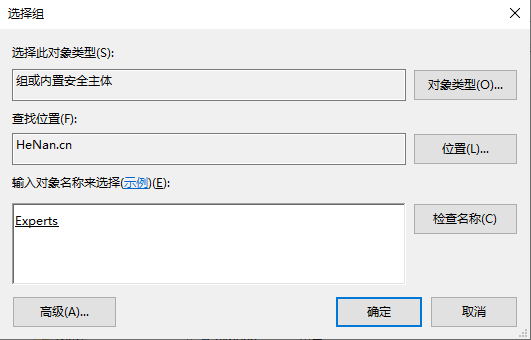 选择组
选择此对象类型(S):
组或内置安全主体
对象类型(O)...
查找位置(F):
HeNan.cn
位置(L)...
输入对象名称来选择(示例)(E):
Experts
检查名称(C)
高级(A)...
确定
取消